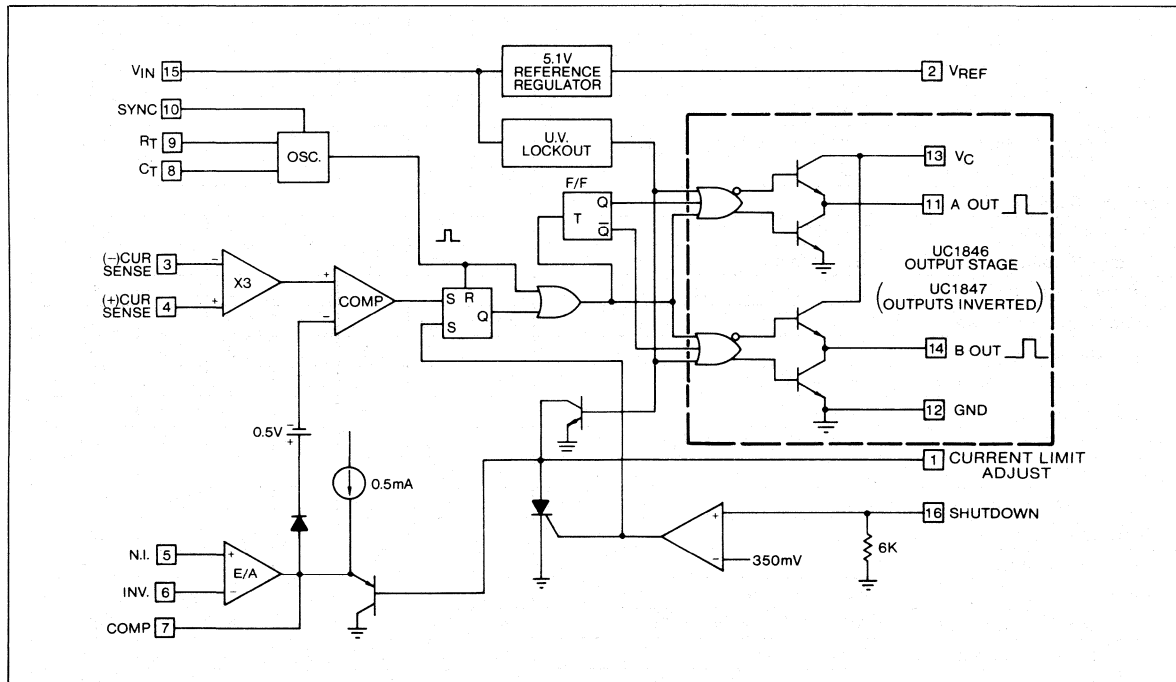 5.1V
REFERENCE
REGULATOR
VIN 15
2 VREF
SYNC 10
RT 9
CT 8
OSC.
U.V.
LOCKOUT
13 VC
F/F
T
Q
Q̅
11 A OUT
UC1846
OUTPUT STAGE
UC1847
(OUTPUTS INVERTED)
(–)CUR
SENSE 3
(+)CUR
SENSE 4
–
+
X3
+
–
COMP
S
R
S
Q
14 B OUT
12 GND
–
0.5V
+
0.5mA
1 CURRENT LIMIT
ADJUST
16 SHUTDOWN
+
–
350mV
6K
N.I. 5
INV. 6
+
–
E/A
COMP 7